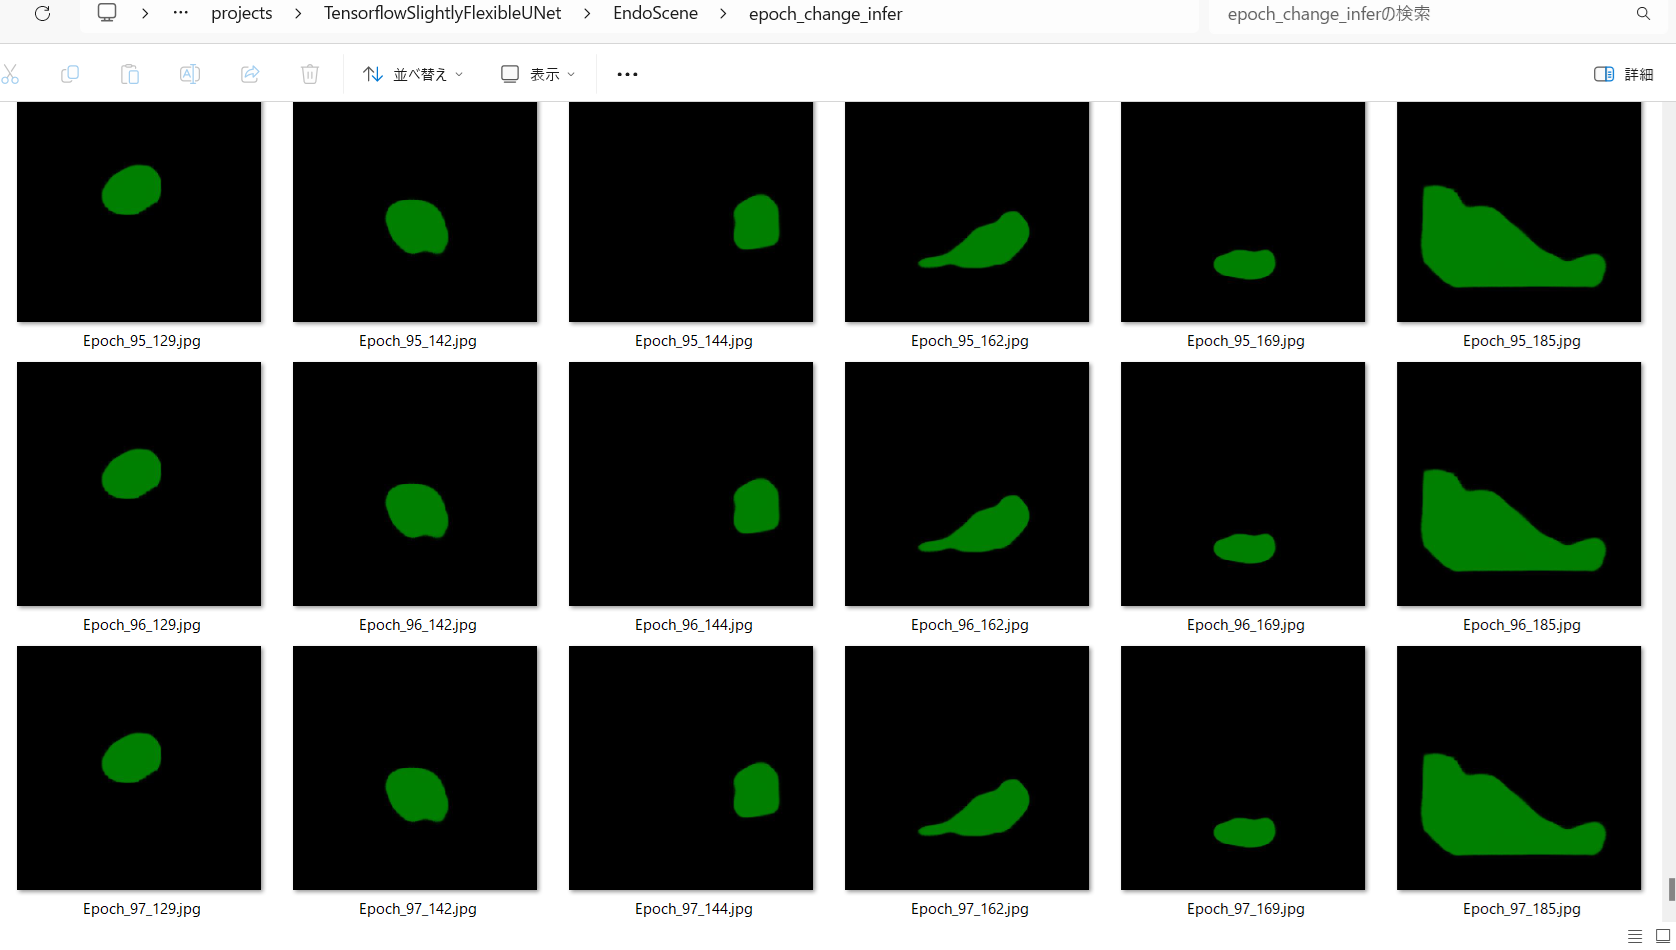 projects > TensorflowSlightlyFlexibleUNet > EndoScene > epoch_change_infer
epoch_change_inferの検索
並べ替え 表示 詳細
Epoch_95_129.jpg Epoch_95_142.jpg Epoch_95_144.jpg Epoch_95_162.jpg Epoch_95_169.jpg Epoch_95_185.jpg
Epoch_96_129.jpg Epoch_96_142.jpg Epoch_96_144.jpg Epoch_96_162.jpg Epoch_96_169.jpg Epoch_96_185.jpg
Epoch_97_129.jpg Epoch_97_142.jpg Epoch_97_144.jpg Epoch_97_162.jpg Epoch_97_169.jpg Epoch_97_185.jpg